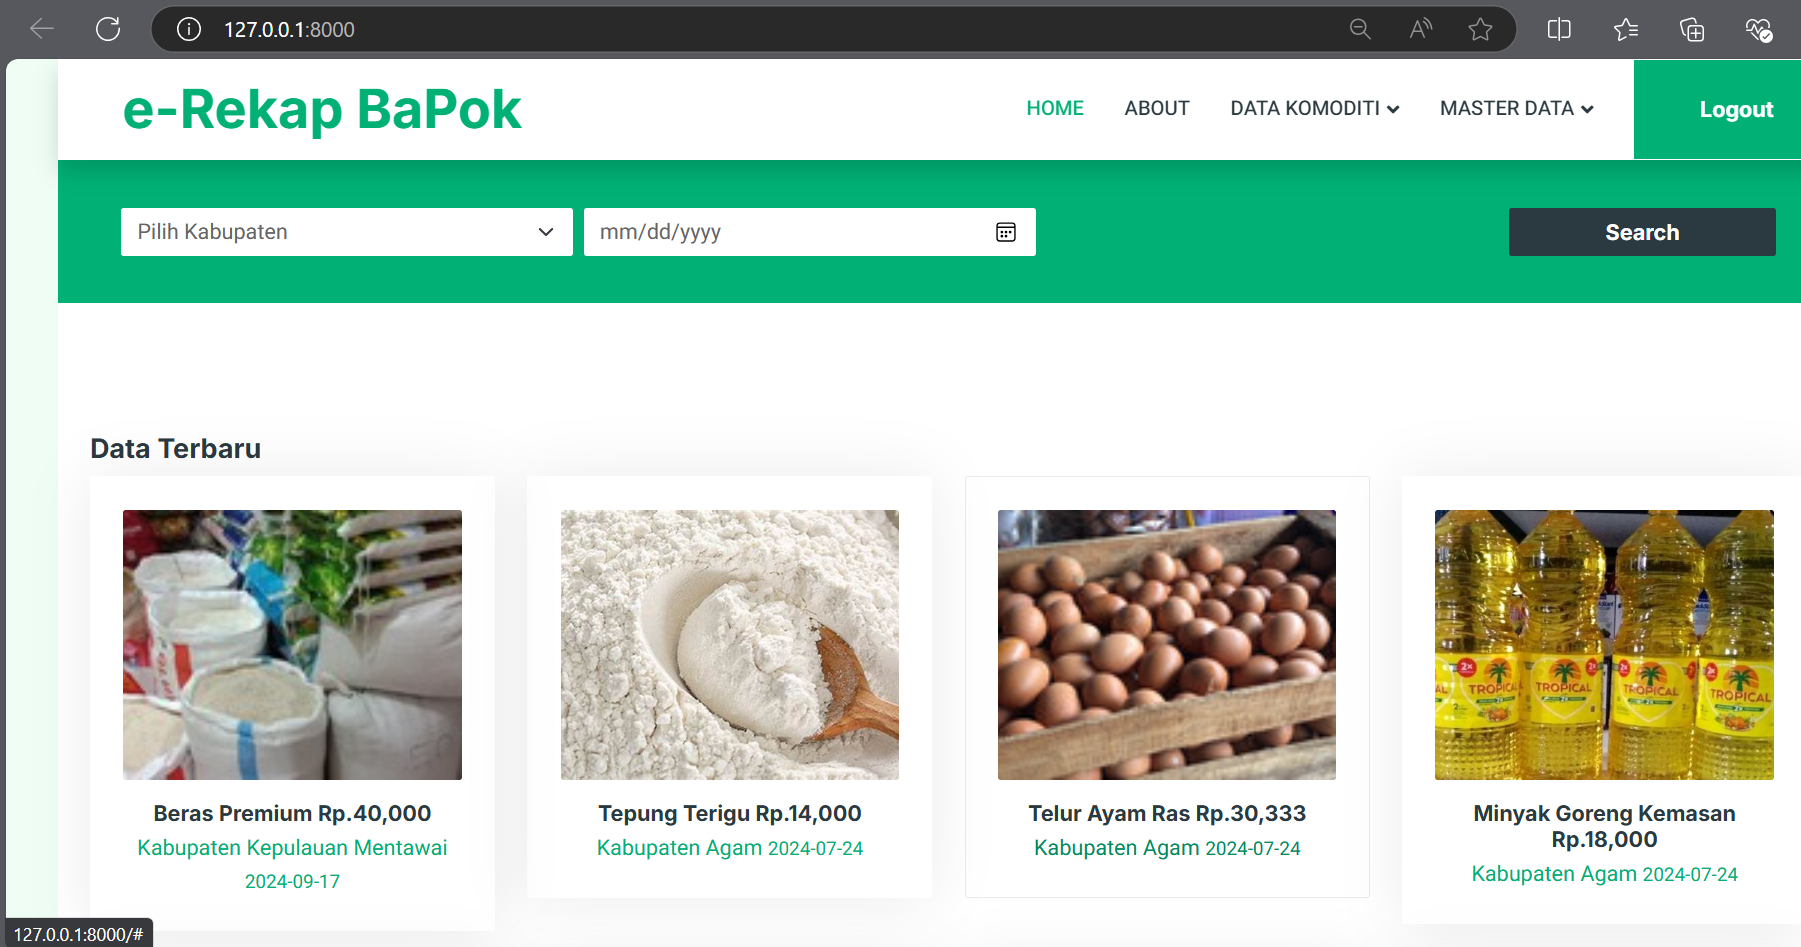 127.0.0.1:8000
e-Rekap BaPok
HOME
ABOUT
DATA KOMODITI
MASTER DATA
Logout
Pilih Kabupaten
mm/dd/yyyy
Search
Data Terbaru
TROPICAL
TROPICAL
TROPICAL
TROPICAL
Beras Premium Rp.40,000
Kabupaten Kepulauan Mentawai
2024-09-17
Tepung Terigu Rp.14,000
Kabupaten Agam 2024-07-24
Telur Ayam Ras Rp.30,333
Kabupaten Agam 2024-07-24
Minyak Goreng Kemasan
Rp.18,000
Kabupaten Agam 2024-07-24
127.0.0.1:8000/#